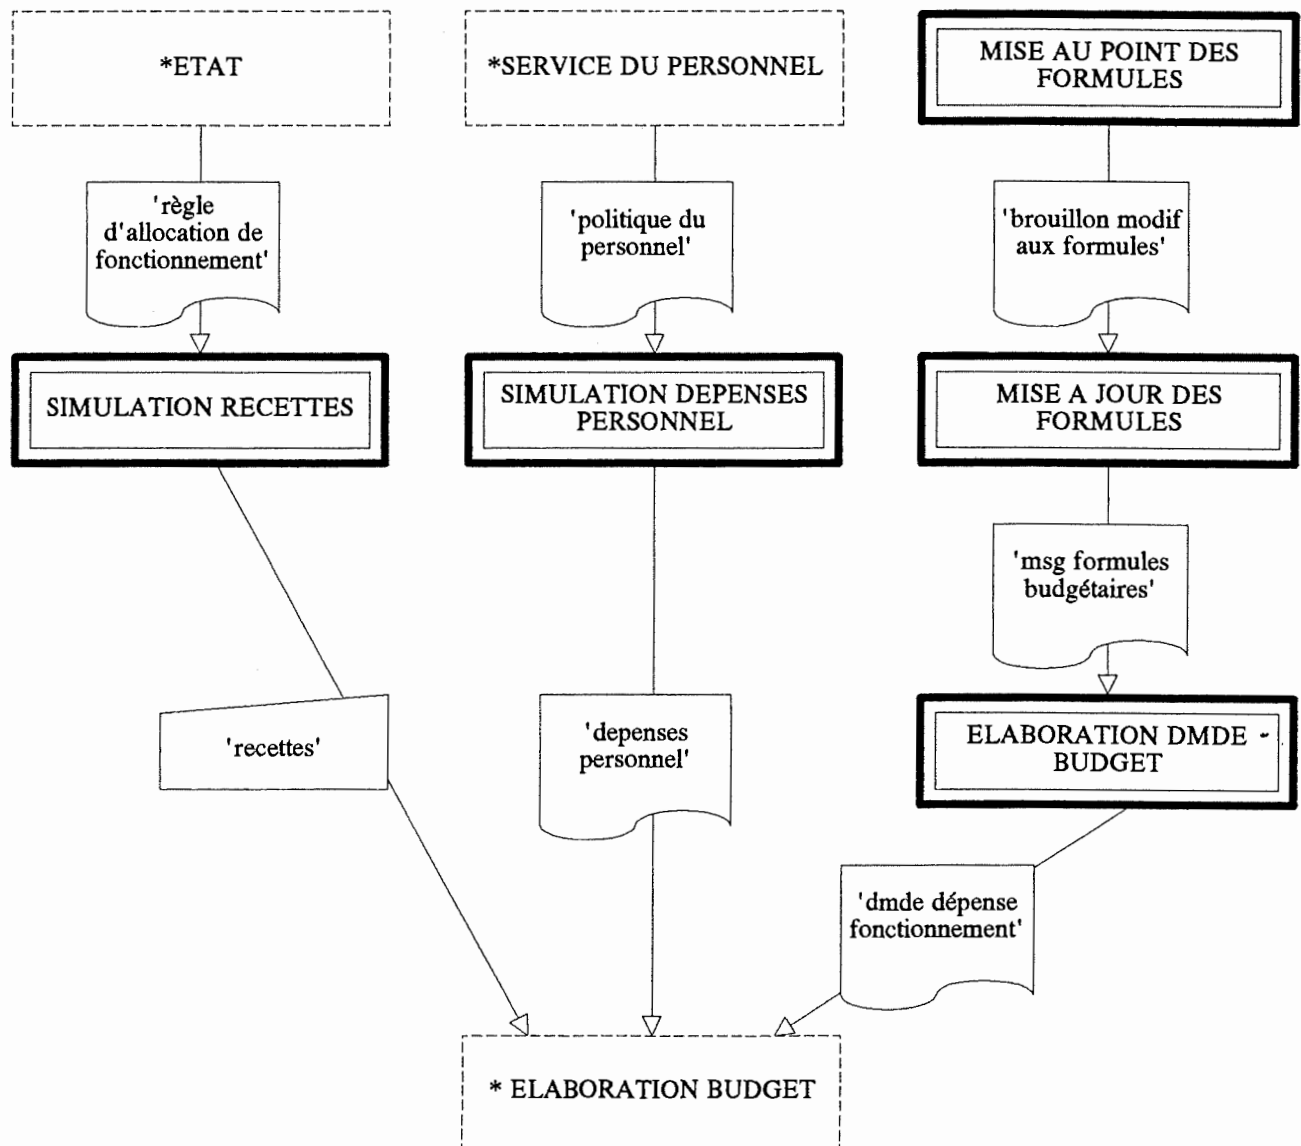 *ETAT
*SERVICE DU PERSONNEL
MISE AU POINT DES
FORMULES
'règle
d'allocation de
fonctionnement'
'politique du
personnel'
'brouillon modif
aux formules'
SIMULATION RECETTES
SIMULATION DEPENSES
PERSONNEL
MISE A JOUR DES
FORMULES
'msg formules
budgétaires'
'recettes'
'depenses
personnel'
ELABORATION DMDE -
BUDGET
'dmde dépense
fonctionnement'
* ELABORATION BUDGET